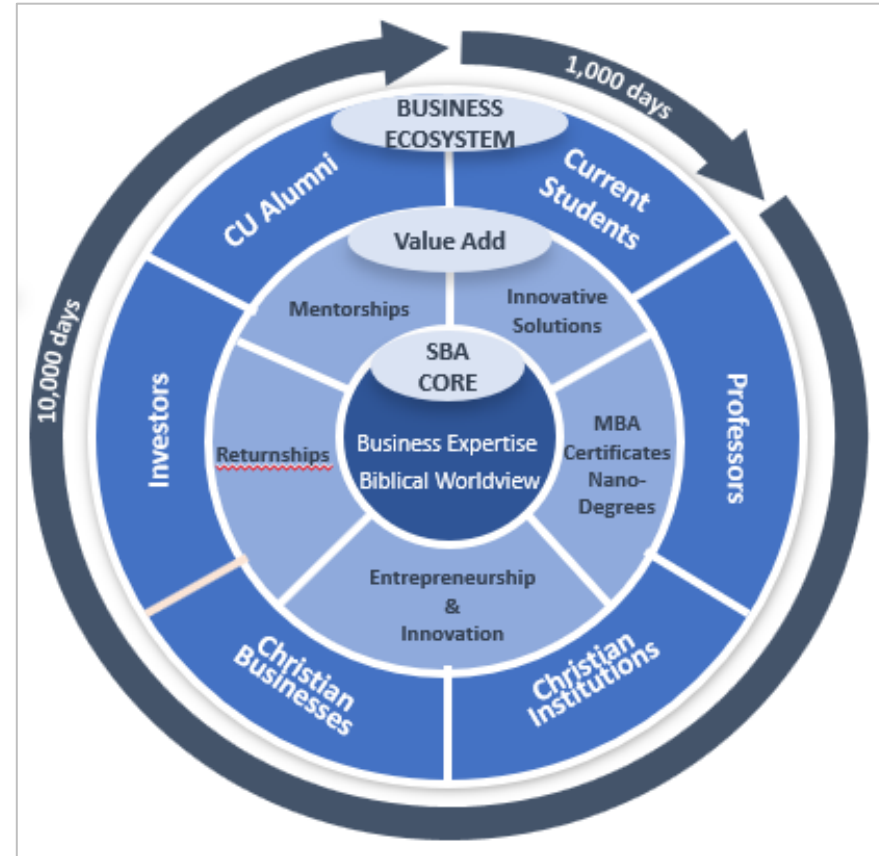 1,000 days
10,000 days
BUSINESS
ECOSYSTEM
CU Alumni
Current
Students
Value Add
Mentorships
Innovative
Solutions
SBA
CORE
Investors
Returnships
Business Expertise
Biblical Worldview
MBA
Certificates
Nano-
Degrees
Professors
Entrepreneurship
&
Innovation
Christian
Businesses
Christian
Institutions